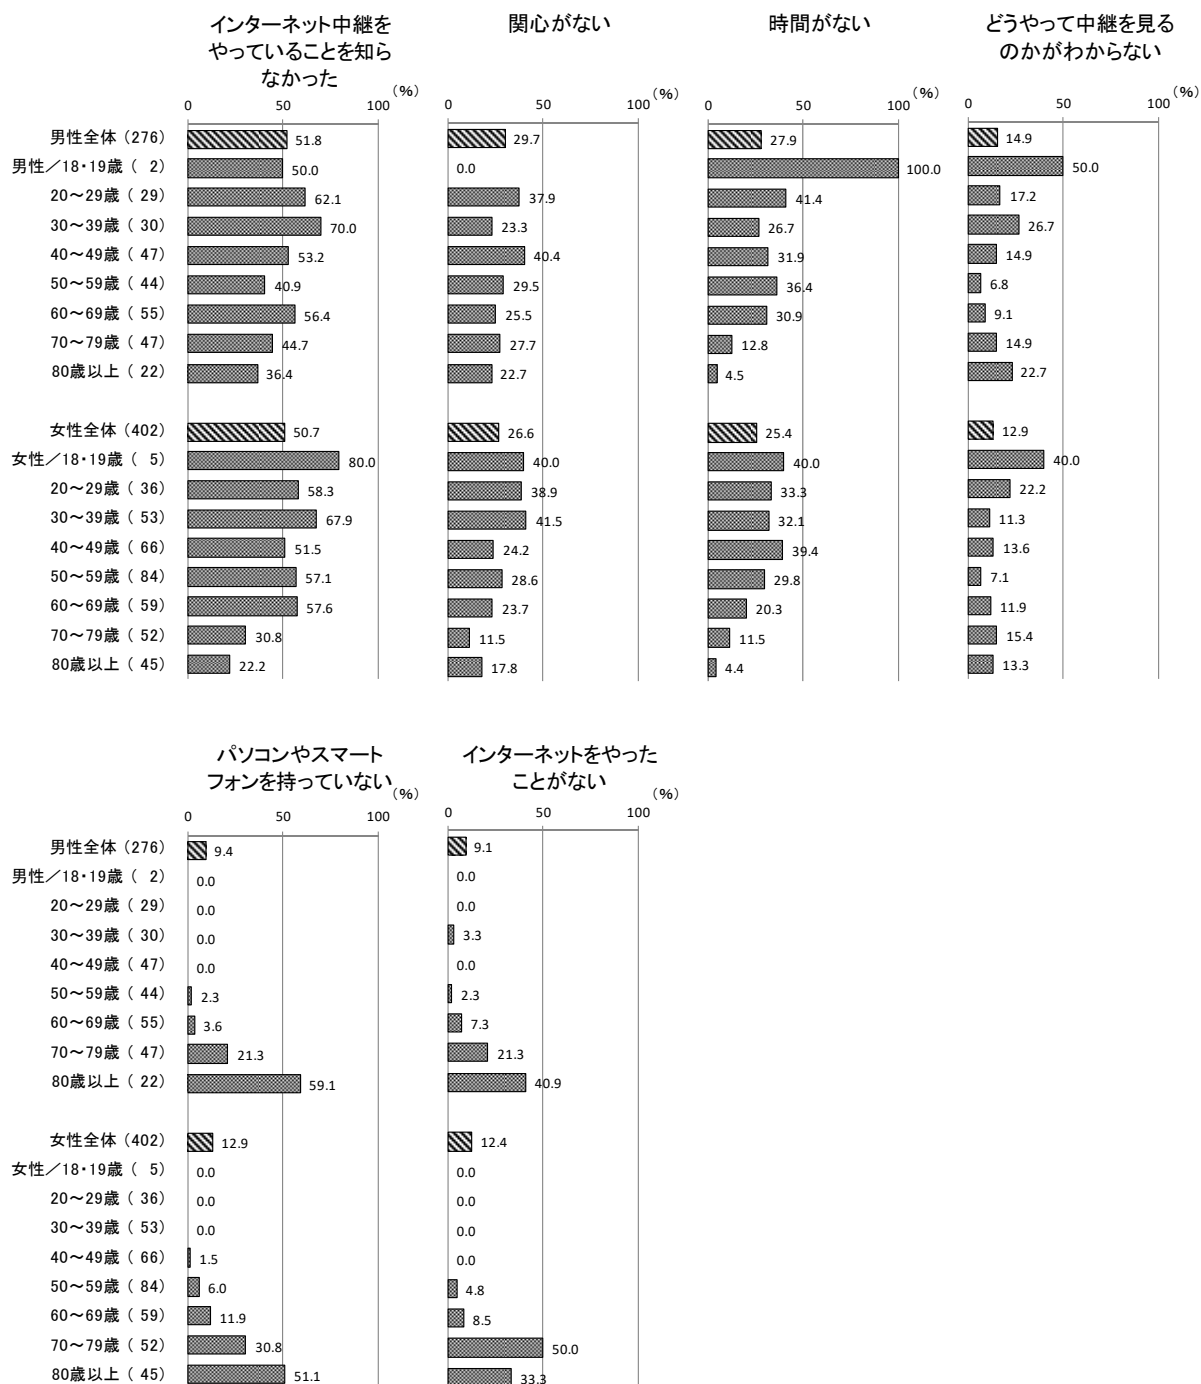 インターネット中継を
やっていることを知ら
なかった
関心がない
時間がない
どうやって中継を見る
のかがわからない
0 50 100 (%) 0 50 100 (%) 0 50 100 (%) 0 50 100 (%)
男性全体 (276) 51.8 29.7 27.9 14.9
男性／18・19歳 ( 2) 50.0 0.0 100.0 50.0
20～29歳 ( 29) 62.1 37.9 41.4 17.2
30～39歳 ( 30) 70.0 23.3 26.7 26.7
40～49歳 ( 47) 53.2 40.4 31.9 14.9
50～59歳 ( 44) 40.9 29.5 36.4 6.8
60～69歳 ( 55) 56.4 25.5 30.9 9.1
70～79歳 ( 47) 44.7 27.7 12.8 14.9
80歳以上 ( 22) 36.4 22.7 4.5 22.7
女性全体 (402) 50.7 26.6 25.4 12.9
女性／18・19歳 ( 5) 80.0 40.0 40.0 40.0
20～29歳 ( 36) 58.3 38.9 33.3 22.2
30～39歳 ( 53) 67.9 41.5 32.1 11.3
40～49歳 ( 66) 51.5 24.2 39.4 13.6
50～59歳 ( 84) 57.1 28.6 29.8 7.1
60～69歳 ( 59) 57.6 23.7 20.3 11.9
70～79歳 ( 52) 30.8 11.5 11.5 15.4
80歳以上 ( 45) 22.2 17.8 4.4 13.3
パソコンやスマート
フォンを持っていない
インターネットをやった
ことがない
0 50 100 (%) 0 50 100 (%)
男性全体 (276) 9.4 9.1
男性／18・19歳 ( 2) 0.0 0.0
20～29歳 ( 29) 0.0 0.0
30～39歳 ( 30) 0.0 3.3
40～49歳 ( 47) 0.0 0.0
50～59歳 ( 44) 2.3 2.3
60～69歳 ( 55) 3.6 7.3
70～79歳 ( 47) 21.3 21.3
80歳以上 ( 22) 59.1 40.9
女性全体 (402) 12.9 12.4
女性／18・19歳 ( 5) 0.0 0.0
20～29歳 ( 36) 0.0 0.0
30～39歳 ( 53) 0.0 0.0
40～49歳 ( 66) 1.5 0.0
50～59歳 ( 84) 6.0 4.8
60～69歳 ( 59) 11.9 8.5
70～79歳 ( 52) 30.8 50.0
80歳以上 ( 45) 51.1 33.3